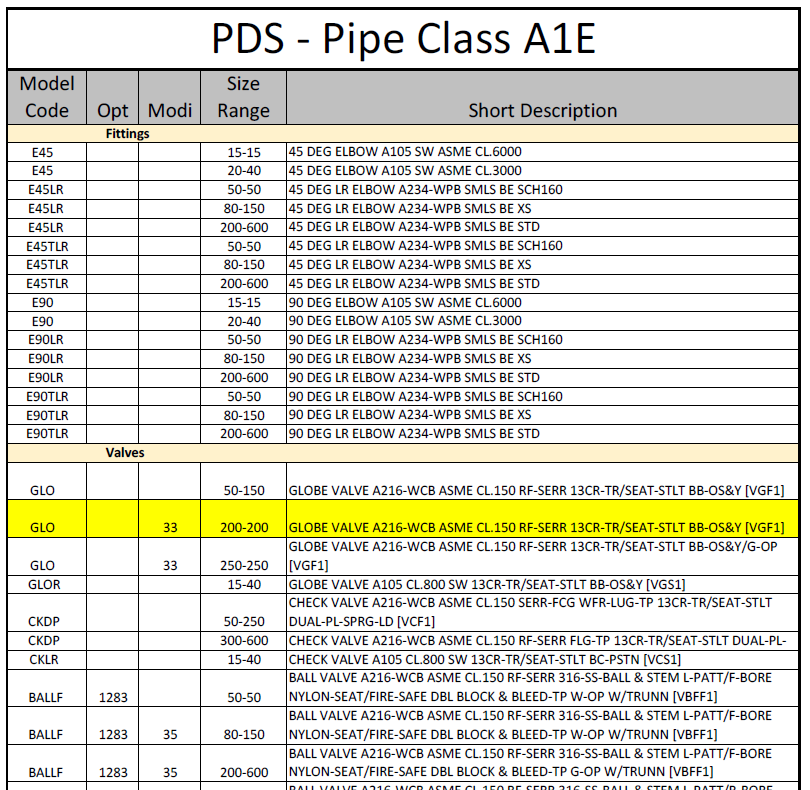 PDS - Pipe Class A1E
Model Code Opt Modi Size Range Short Description
Fittings
E45 15-15 45 DEG ELBOW A105 SW ASME CL.6000
E45 20-40 45 DEG ELBOW A105 SW ASME CL.3000
E45LR 50-50 45 DEG LR ELBOW A234-WPB SMLS BE SCH160
E45LR 80-150 45 DEG LR ELBOW A234-WPB SMLS BE XS
E45LR 200-600 45 DEG LR ELBOW A234-WPB SMLS BE STD
E45TLR 50-50 45 DEG LR ELBOW A234-WPB SMLS BE SCH160
E45TLR 80-150 45 DEG LR ELBOW A234-WPB SMLS BE XS
E45TLR 200-600 45 DEG LR ELBOW A234-WPB SMLS BE STD
E90 15-15 90 DEG ELBOW A105 SW ASME CL.6000
E90 20-40 90 DEG ELBOW A105 SW ASME CL.3000
E90LR 50-50 90 DEG LR ELBOW A234-WPB SMLS BE SCH160
E90LR 80-150 90 DEG LR ELBOW A234-WPB SMLS BE XS
E90LR 200-600 90 DEG LR ELBOW A234-WPB SMLS BE STD
E90TLR 50-50 90 DEG LR ELBOW A234-WPB SMLS BE SCH160
E90TLR 80-150 90 DEG LR ELBOW A234-WPB SMLS BE XS
E90TLR 200-600 90 DEG LR ELBOW A234-WPB SMLS BE STD
Valves
GLO 50-150 GLOBE VALVE A216-WCB ASME CL.150 RF-SERR 13CR-TR/SEAT-STLT BB-OS&Y [VGF1]
GLO 33 200-200 GLOBE VALVE A216-WCB ASME CL.150 RF-SERR 13CR-TR/SEAT-STLT BB-OS&Y [VGF1]
GLO 33 250-250 GLOBE VALVE A216-WCB ASME CL.150 RF-SERR 13CR-TR/SEAT-STLT BB-OS&Y/G-OP
[VGF1]
GLOR 15-40 GLOBE VALVE A105 CL.800 SW 13CR-TR/SEAT-STLT BB-OS&Y [VGS1]
CKDP 50-250 CHECK VALVE A216-WCB ASME CL.150 SERR-FCG WFR-LUG-TP 13CR-TR/SEAT-STLT
DUAL-PL-SPRG-LD [VCF1]
CKDP 300-600 CHECK VALVE A216-WCB ASME CL.150 RF-SERR FLG-TP 13CR-TR/SEAT-STLT DUAL-PL-
CKLR 15-40 CHECK VALVE A105 CL.800 SW 13CR-TR/SEAT-STLT BC-PSTN [VCS1]
BALLF 1283 50-50 BALL VALVE A216-WCB ASME CL.150 RF-SERR 316-SS-BALL & STEM L-PATT/F-BORE
NYLON-SEAT/FIRE-SAFE DBL BLOCK & BLEED-TP W-OP W/TRUNN [VBFF1]
BALLF 1283 35 80-150 BALL VALVE A216-WCB ASME CL.150 RF-SERR 316-SS-BALL & STEM L-PATT/F-BORE
NYLON-SEAT/FIRE-SAFE DBL BLOCK & BLEED-TP W-OP W/TRUNN [VBFF1]
BALLF 1283 35 200-600 BALL VALVE A216-WCB ASME CL.150 RF-SERR 316-SS-BALL & STEM L-PATT/F-BORE
NYLON-SEAT/FIRE-SAFE DBL BLOCK & BLEED-TP G-OP W/TRUNN [VBFF1]